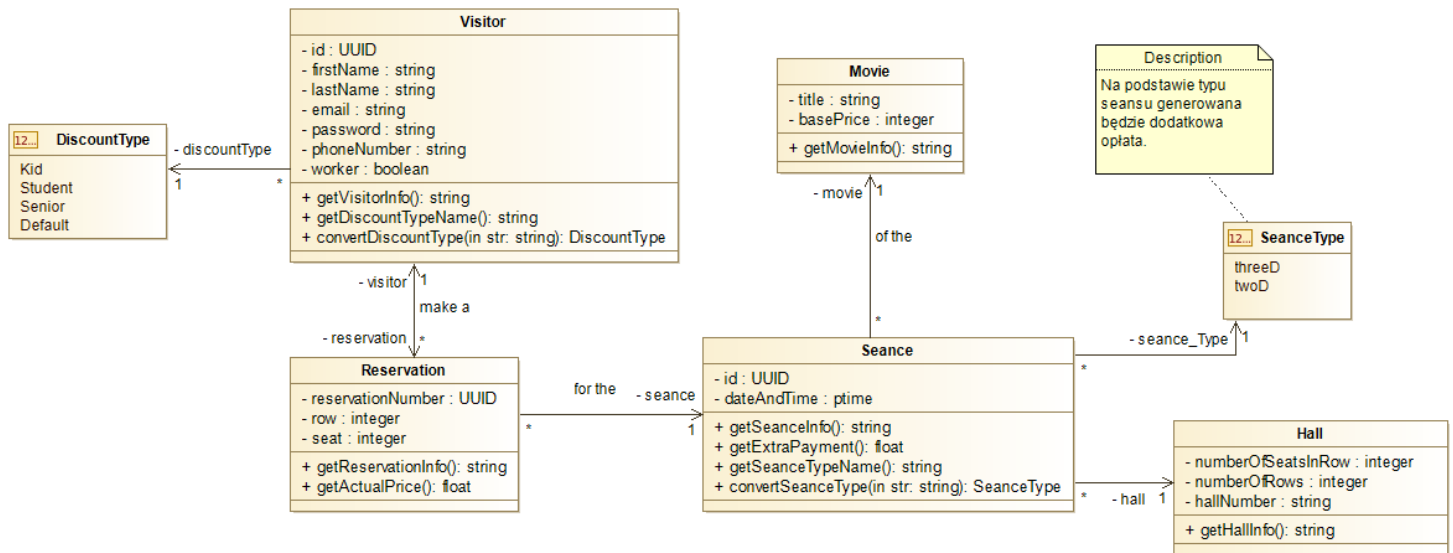 Visitor
- id : UUID
- firstName : string
- lastName : string
- email : string
- password : string
- phoneNumber : string
- worker : boolean
+ getVisitorInfo(): string
+ getDiscountTypeName(): string
+ convertDiscountType(in str: string): DiscountType
12... DiscountType
Kid
Student
Senior
Default
- discountType
1
*
Movie
- title : string
- basePrice : integer
+ getMovieInfo(): string
Description
Na podstawie typu
seansu generowana
będzie dodatkowa
opłata.
12... SeanceType
threeD
twoD
- visitor 1
make a
- reservation *
- movie 1
of the
*
- seance_Type 1
*
Reservation
- reservationNumber : UUID
- row : integer
- seat : integer
+ getReservationInfo(): string
+ getActualPrice(): float
for the - seance
* 1
Seance
- id : UUID
- dateAndTime : ptime
+ getSeanceInfo(): string
+ getExtraPayment(): float
+ getSeanceTypeName(): string
+ convertSeanceType(in str: string): SeanceType
* - hall 1
Hall
- numberOfSeatsInRow : integer
- numberOfRows : integer
- hallNumber : string
+ getHallInfo(): string